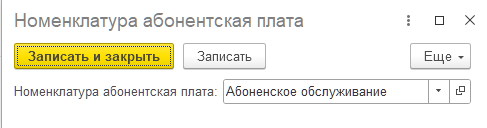 Номенклатура абонентская плата
Записать и закрыть Записать Еще
Номенклатура абонентская плата: Абоненское обслуживание